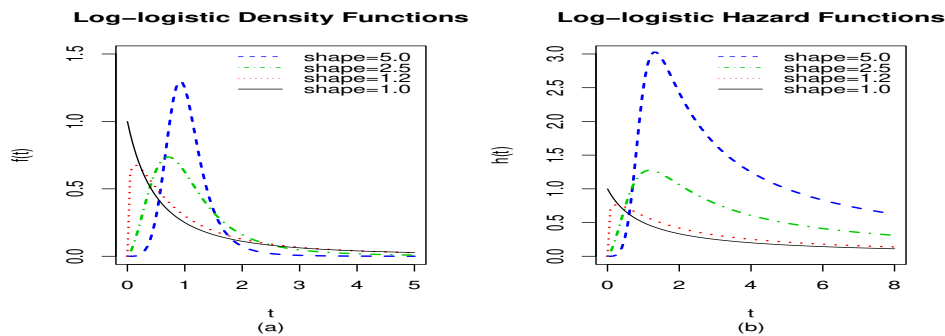 Log-logistic Density Functions
1.5
1.0
0.5
0.0
f(t)
shape=5.0
shape=2.5
shape=1.2
shape=1.0
0 1 2 3 4 5
t
(a)
Log-logistic Hazard Functions
3.0
2.5
2.0
1.5
1.0
0.5
0.0
h(t)
shape=5.0
shape=2.5
shape=1.2
shape=1.0
0 2 4 6 8
t
(b)